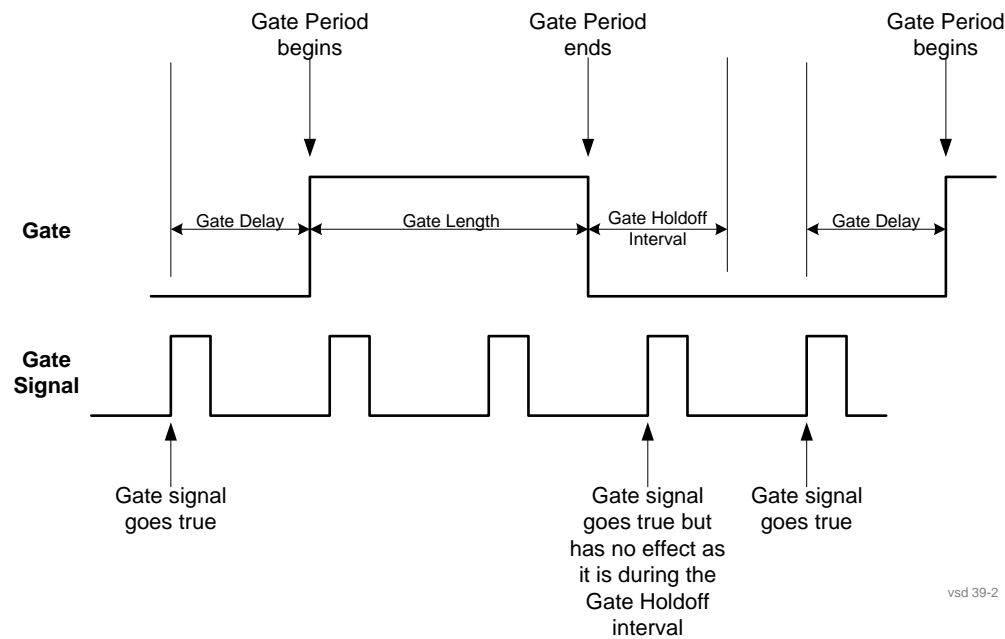 Gate Period
begins
Gate Period
ends
Gate Period
begins
Gate
Gate Delay
Gate Length
Gate Holdoff
Interval
Gate Delay
Gate
Signal
Gate signal
goes true
Gate signal
goes true but
has no effect as
it is during the
Gate Holdoff
interval
Gate signal
goes true
vsd 39-2